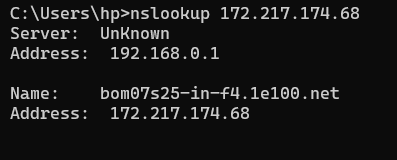 C:\Users\hp>nslookup 172.217.174.68
Server:  UnKnown
Address:  192.168.0.1

Name:    bom07s25-in-f4.1e100.net
Address:  172.217.174.68